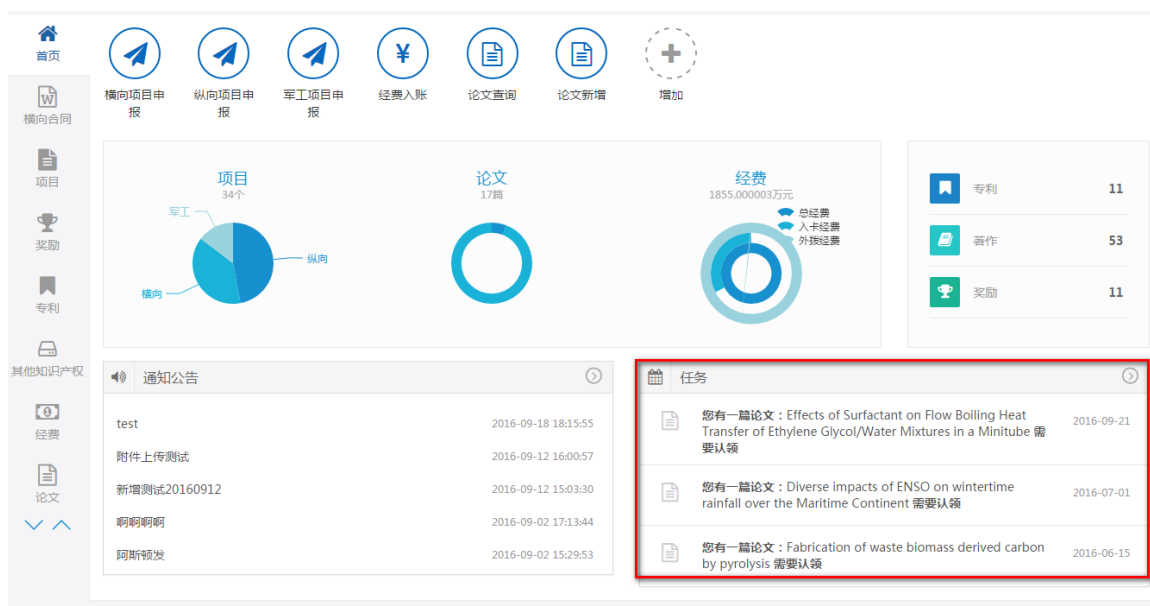 首页
横向合同
项目
奖励
专利
其他知识产权
经费
论文
横向项目申
报
纵向项目申
报
军工项目申
报
¥
经费入账
论文查询
论文新增
增加
项目
34个
军工
纵向
横向
论文
17篇
经费
1855.000003万元
总经费
入卡经费
外拨经费
专利 11
著作 53
奖励 11
通知公告
test 2016-09-18 18:15:55
附件上传测试 2016-09-12 16:00:57
新增测试20160912 2016-09-12 15:03:30
啊啊啊啊 2016-09-02 17:13:44
阿斯顿发 2016-09-02 15:29:53
任务
您有一篇论文：Effects of Surfactant on Flow Boiling Heat
Transfer of Ethylene Glycol/Water Mixtures in a Minitube 需
要认领
2016-09-21
您有一篇论文：Diverse impacts of ENSO on wintertime
rainfall over the Maritime Continent 需要认领
2016-07-01
您有一篇论文：Fabrication of waste biomass derived carbon
by pyrolysis 需要认领
2016-06-15